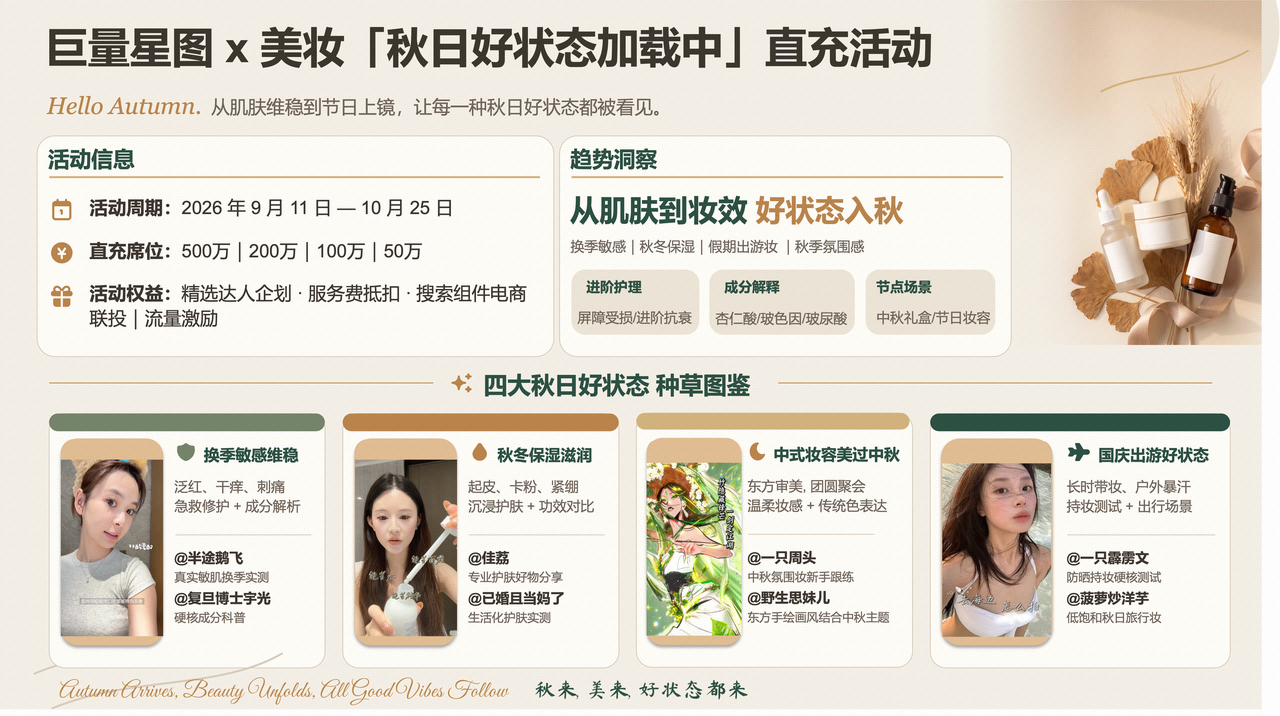 巨量星图 x 美妆「秋日好状态加载中」直充活动
Hello Autumn. 从肌肤维稳到节日上镜，让每一种秋日好状态都被看见。
活动信息
活动周期：2026 年 9 月 11 日 — 10 月 25 日
直充席位：500万｜200万｜100万｜50万
活动权益：精选达人企划 · 服务费抵扣 · 搜索组件电商
联投｜流量激励
趋势洞察
从肌肤到妆效 好状态入秋
换季敏感｜秋冬保湿｜假期出游妆 ｜秋季氛围感
进阶护理
屏障受损/进阶抗衰
成分解释
杏仁酸/玻色因/玻尿酸
节点场景
中秋礼盒/节日妆容
四大秋日好状态 种草图鉴
换季敏感维稳
泛红、干痒、刺痛
急救修护 + 成分解析
@半途鹅飞
真实敏肌换季实测
@复旦博士宇光
硬核成分科普
秋冬保湿滋润
起皮、卡粉、紧绷
沉浸护肤 + 功效对比
@佳荔
专业护肤好物分享
@已婚且当妈了
生活化护肤实测
中式妆容美过中秋
东方审美, 团圆聚会
温柔妆感 + 传统色表达
@一只周头
中秋氛围妆新手跟练
@野生思妹儿
东方手绘画风结合中秋主题
国庆出游好状态
长时带妆、户外暴汗
持妆测试 + 出行场景
@一只霹雳文
防晒持妆硬核测试
@菠萝炒洋芋
低饱和秋日旅行妆
Autumn Arrives, Beauty Unfolds, All Good Vibes Follow
秋来, 美来, 好状态都来